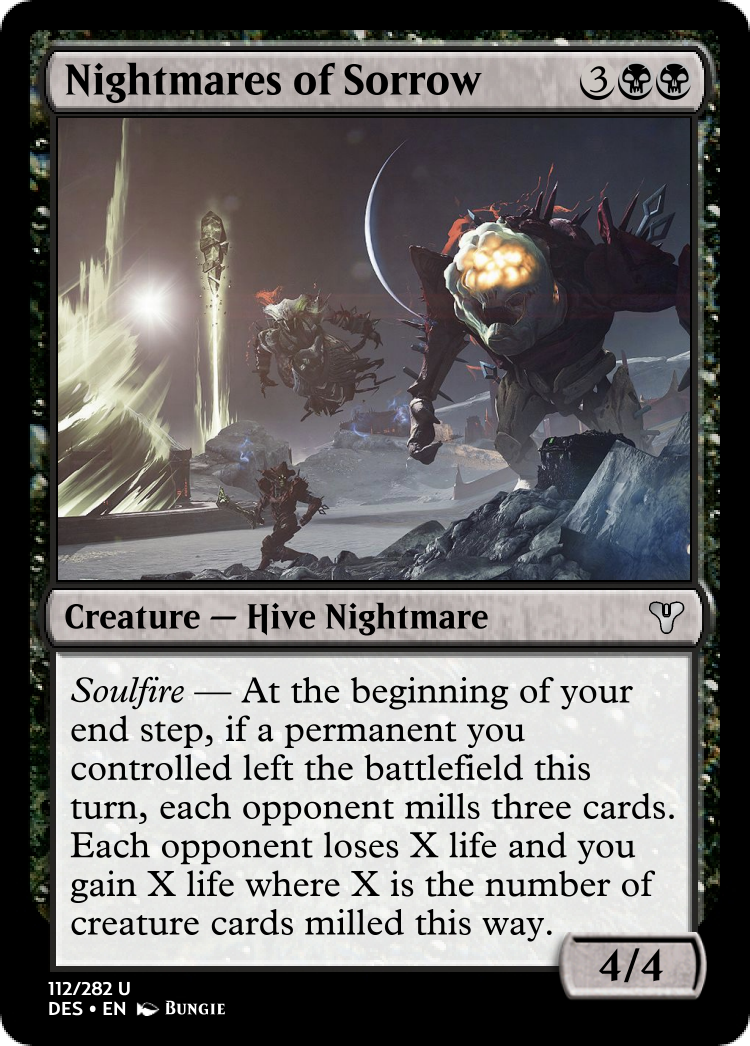 Nightmares of Sorrow 3
Creature — Hive Nightmare
Soulfire — At the beginning of your
end step, if a permanent you
controlled left the battlefield this
turn, each opponent mills three cards.
Each opponent loses X life and you
gain X life where X is the number of
creature cards milled this way.
4/4
112/282 U
DES • EN Bungie